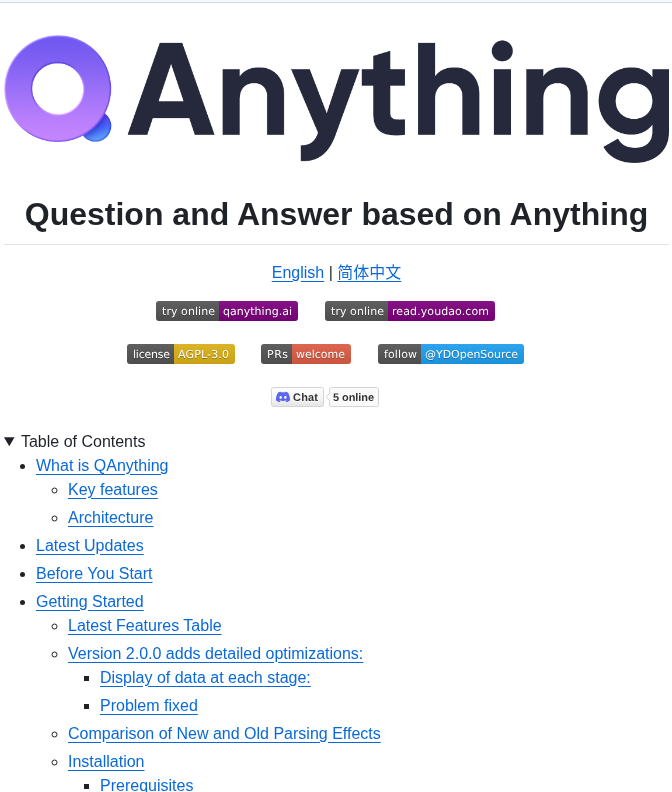 QAnything
Question and Answer based on Anything
English | 简体中文
try online qanything.ai try online read.youdao.com
license AGPL-3.0 PRs welcome follow @YDOpenSource
Chat 5 online
Table of Contents
What is QAnything
Key features
Architecture
Latest Updates
Before You Start
Getting Started
Latest Features Table
Version 2.0.0 adds detailed optimizations:
Display of data at each stage:
Problem fixed
Comparison of New and Old Parsing Effects
Installation
Prerequisites